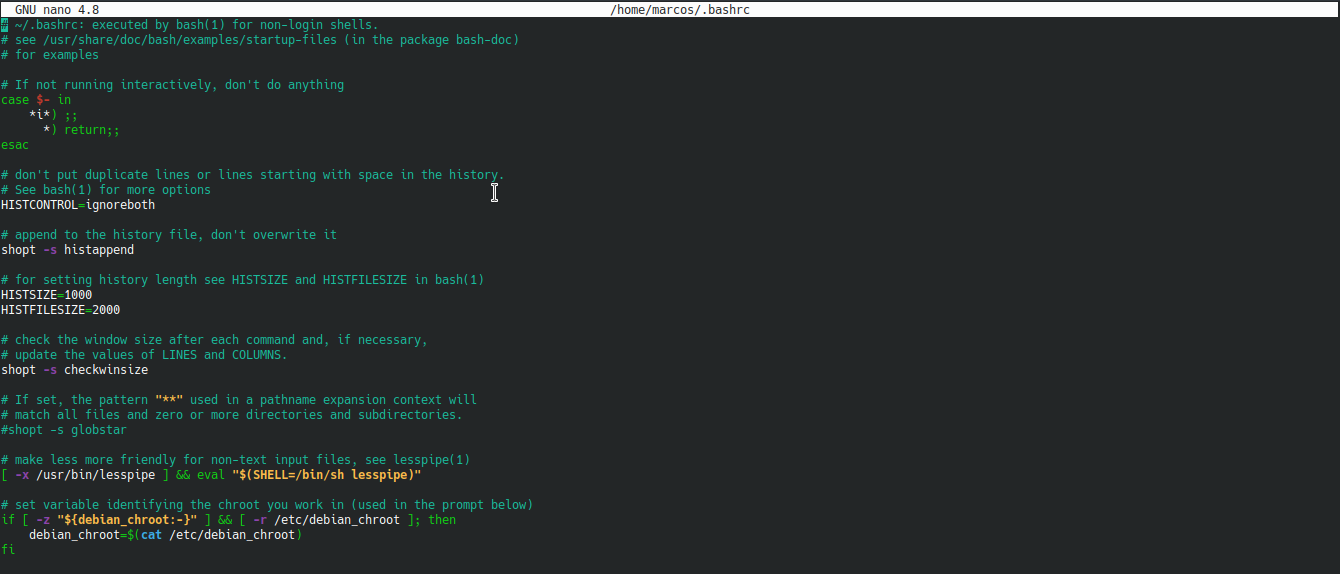 GNU nano 4.8 /home/marcos/.bashrc
# ~/.bashrc: executed by bash(1) for non-login shells.
# see /usr/share/doc/bash/examples/startup-files (in the package bash-doc)
# for examples

# If not running interactively, don't do anything
case $- in
    *i*) ;;
      *) return;;
esac

# don't put duplicate lines or lines starting with space in the history.
# See bash(1) for more options
HISTCONTROL=ignoreboth

# append to the history file, don't overwrite it
shopt -s histappend

# for setting history length see HISTSIZE and HISTFILESIZE in bash(1)
HISTSIZE=1000
HISTFILESIZE=2000

# check the window size after each command and, if necessary,
# update the values of LINES and COLUMNS.
shopt -s checkwinsize

# If set, the pattern "**" used in a pathname expansion context will
# match all files and zero or more directories and subdirectories.
#shopt -s globstar

# make less more friendly for non-text input files, see lesspipe(1)
[ -x /usr/bin/lesspipe ] && eval "$(SHELL=/bin/sh lesspipe)"

# set variable identifying the chroot you work in (used in the prompt below)
if [ -z "${debian_chroot:-}" ] && [ -r /etc/debian_chroot ]; then
    debian_chroot=$(cat /etc/debian_chroot)
fi